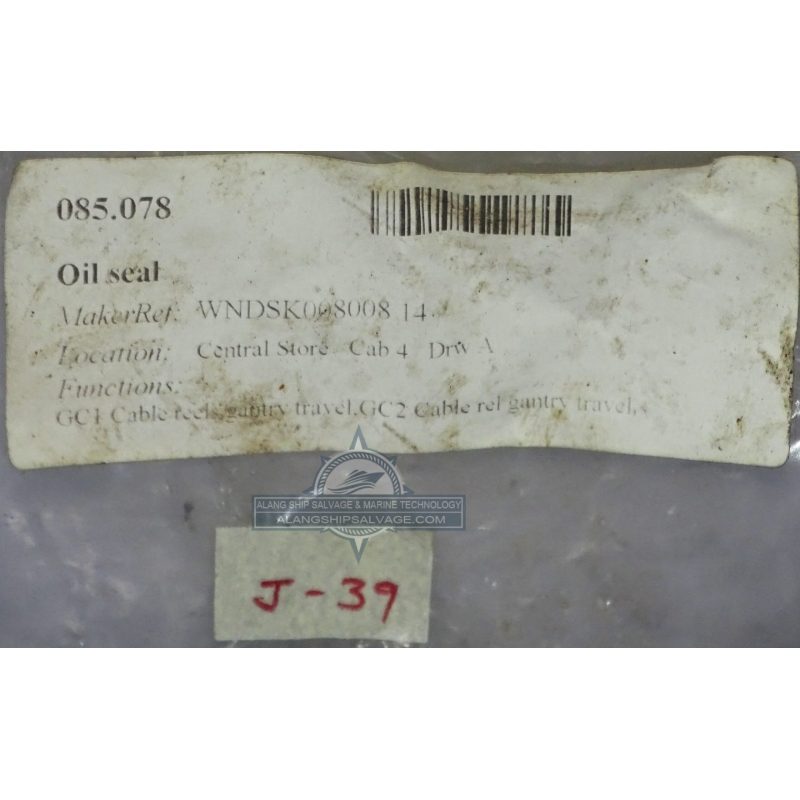 085.078
Oil seal
MakerRef: WNDSK008008 14
Location: Central Store Cab 4 Drw A
Functions:
GC1 Cable reels gantry travel,GC2 Cable rel gantry travel,
ALANG SHIP SALVAGE & MARINE TECHNOLOGY
ALANGSHIPSALVAGE.COM
J-39